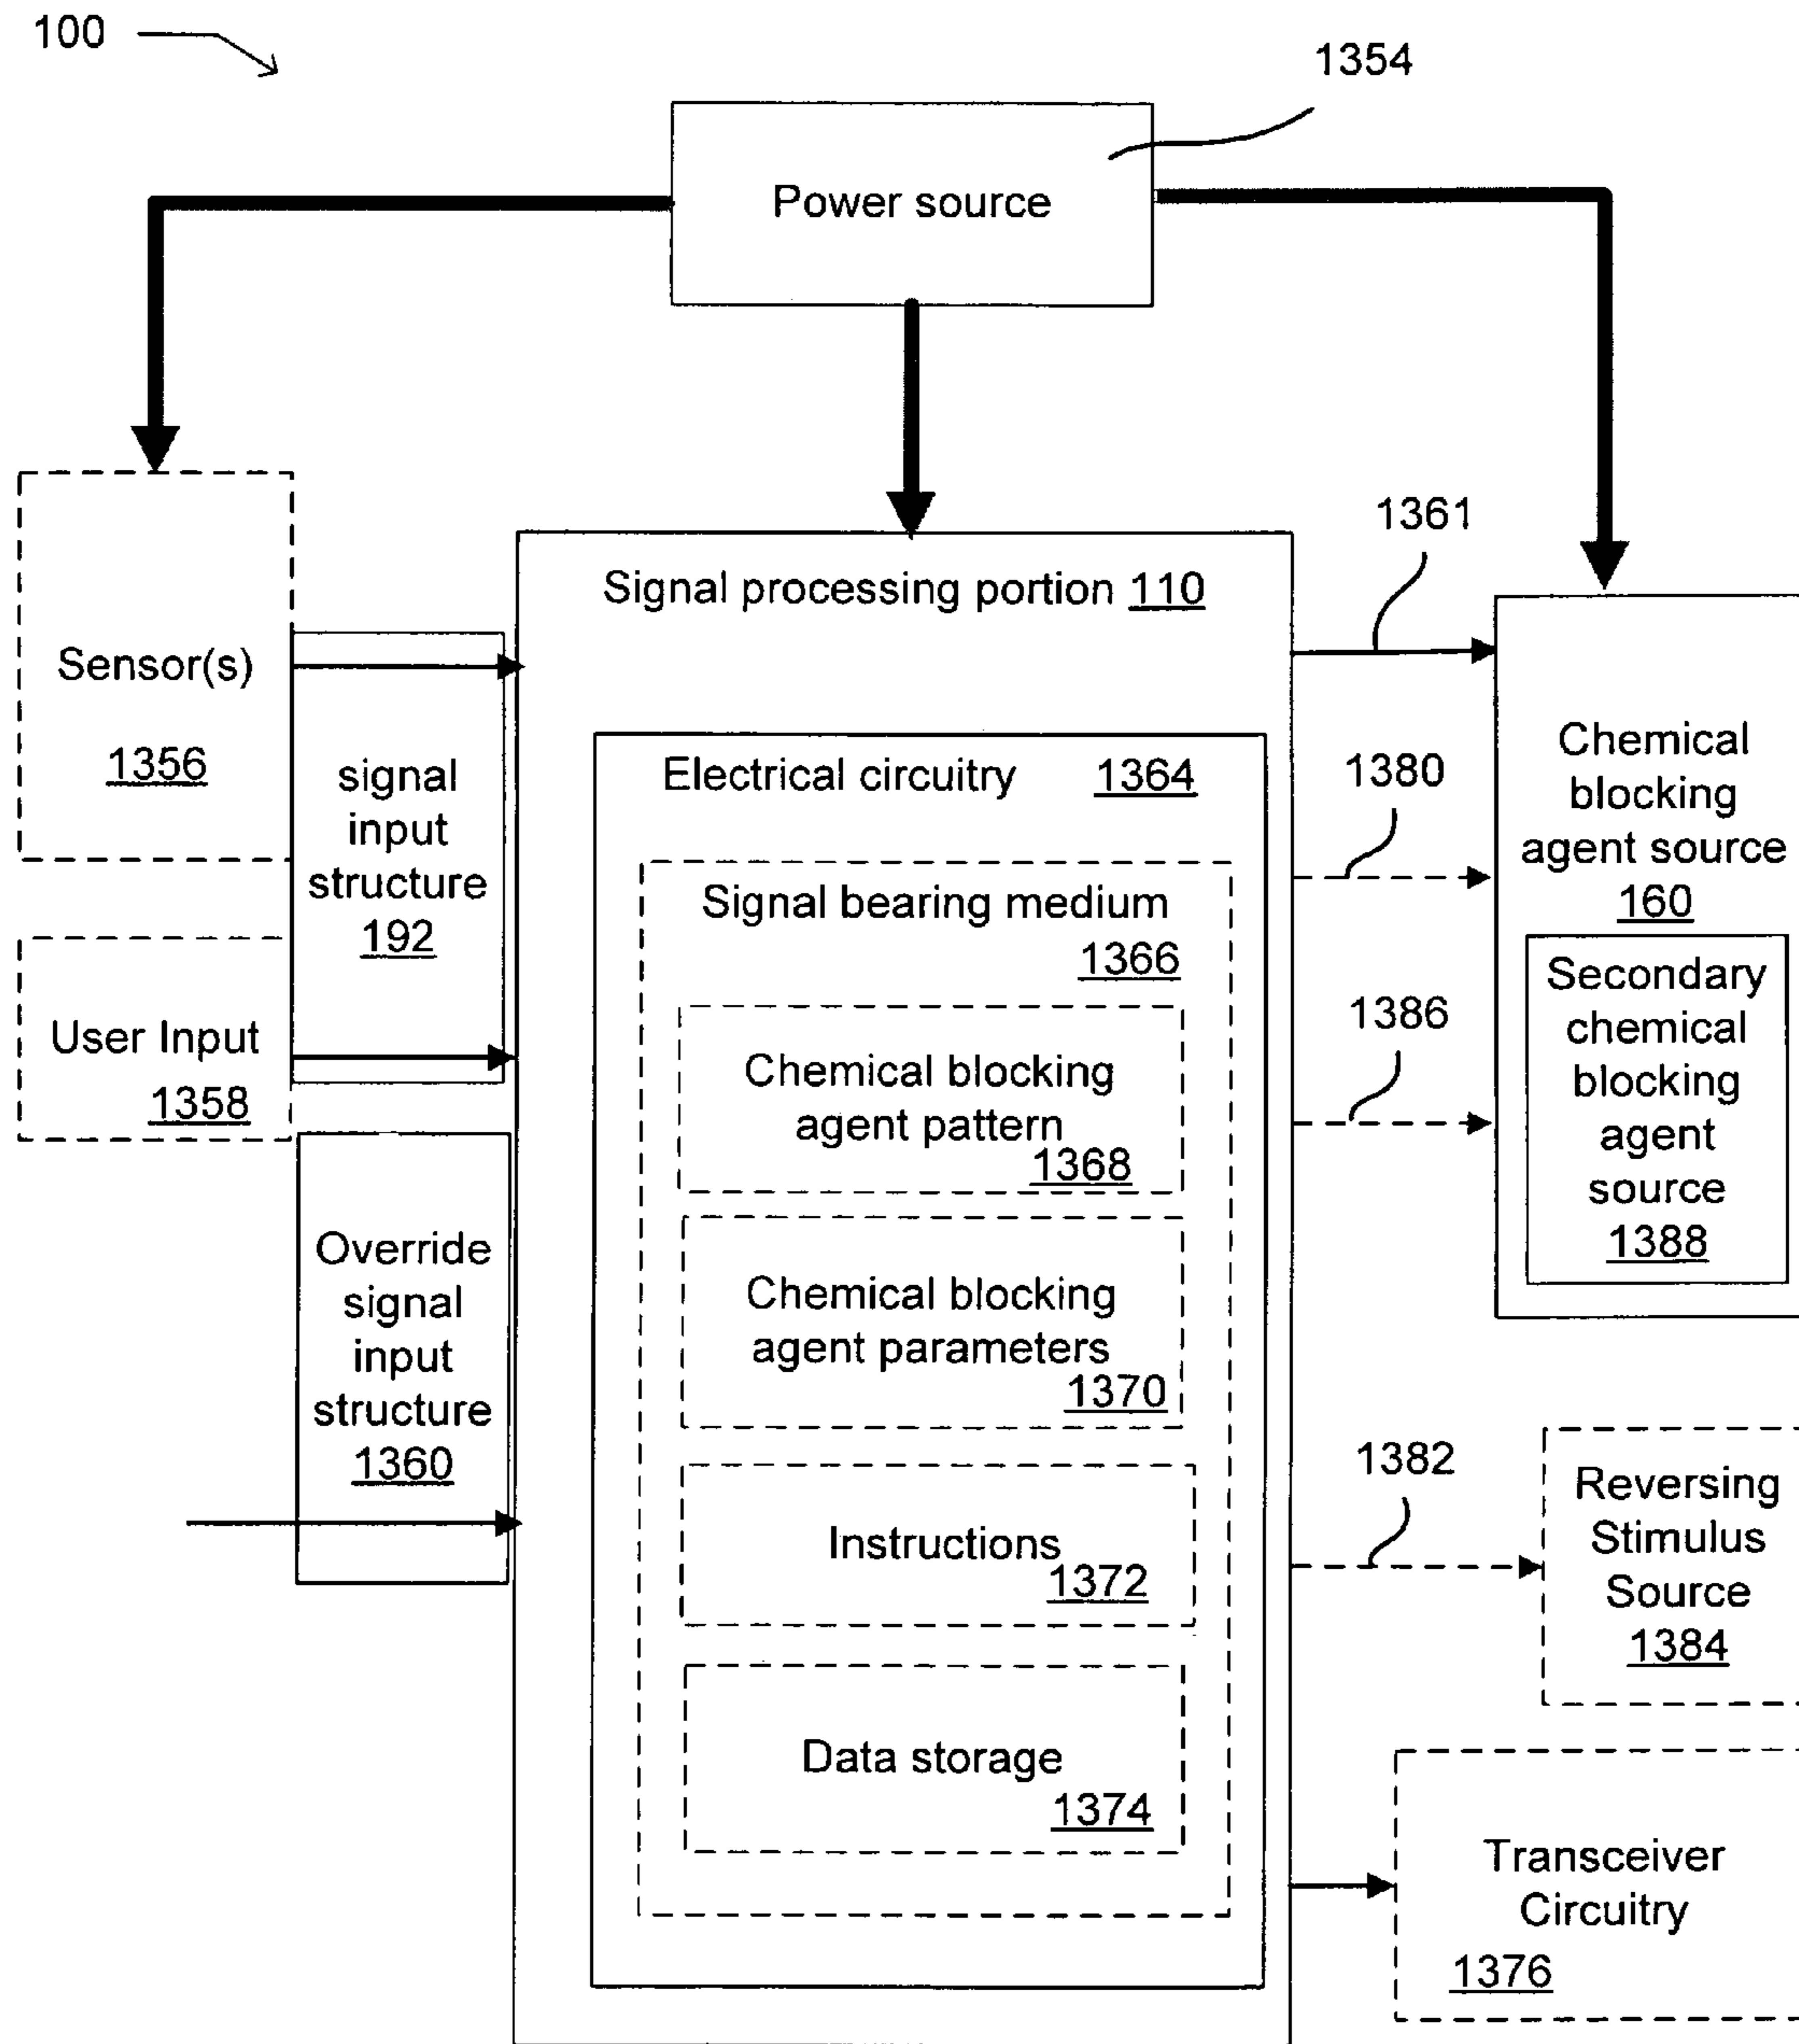 100
1354
Power source
1361
Signal processing portion 110
Sensor(s)
1356
signal
input
structure
192
Electrical circuitry 1364
1380
Chemical
blocking
agent source
160
Signal bearing medium
1366
User Input
1358
Chemical blocking
agent pattern
1368
1386
Secondary
chemical
blocking
agent
source
1388
Override
signal
input
structure
1360
Chemical blocking
agent parameters
1370
1382
Reversing
Stimulus
Source
1384
Instructions
1372
Data storage
1374
Transceiver
Circuitry
1376